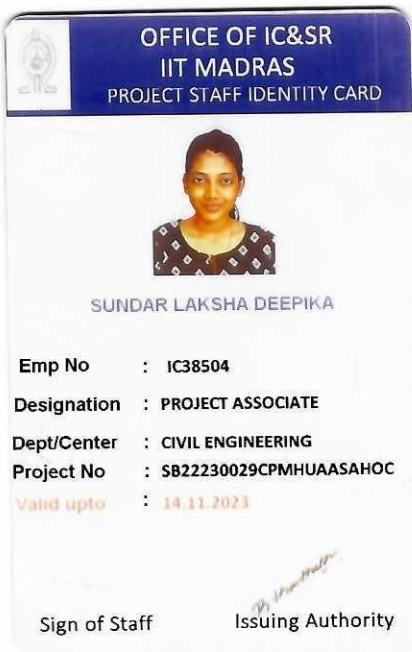 OFFICE OF IC&SR
IIT MADRAS
PROJECT STAFF IDENTITY CARD
SUNDAR LAKSHA DEEPIKA
Emp No : IC38504
Designation : PROJECT ASSOCIATE
Dept/Center : CIVIL ENGINEERING
Project No : SB22230029CPMHUAASAHOC
Valid upto : 14.11.2023
Sign of Staff Issuing Authority